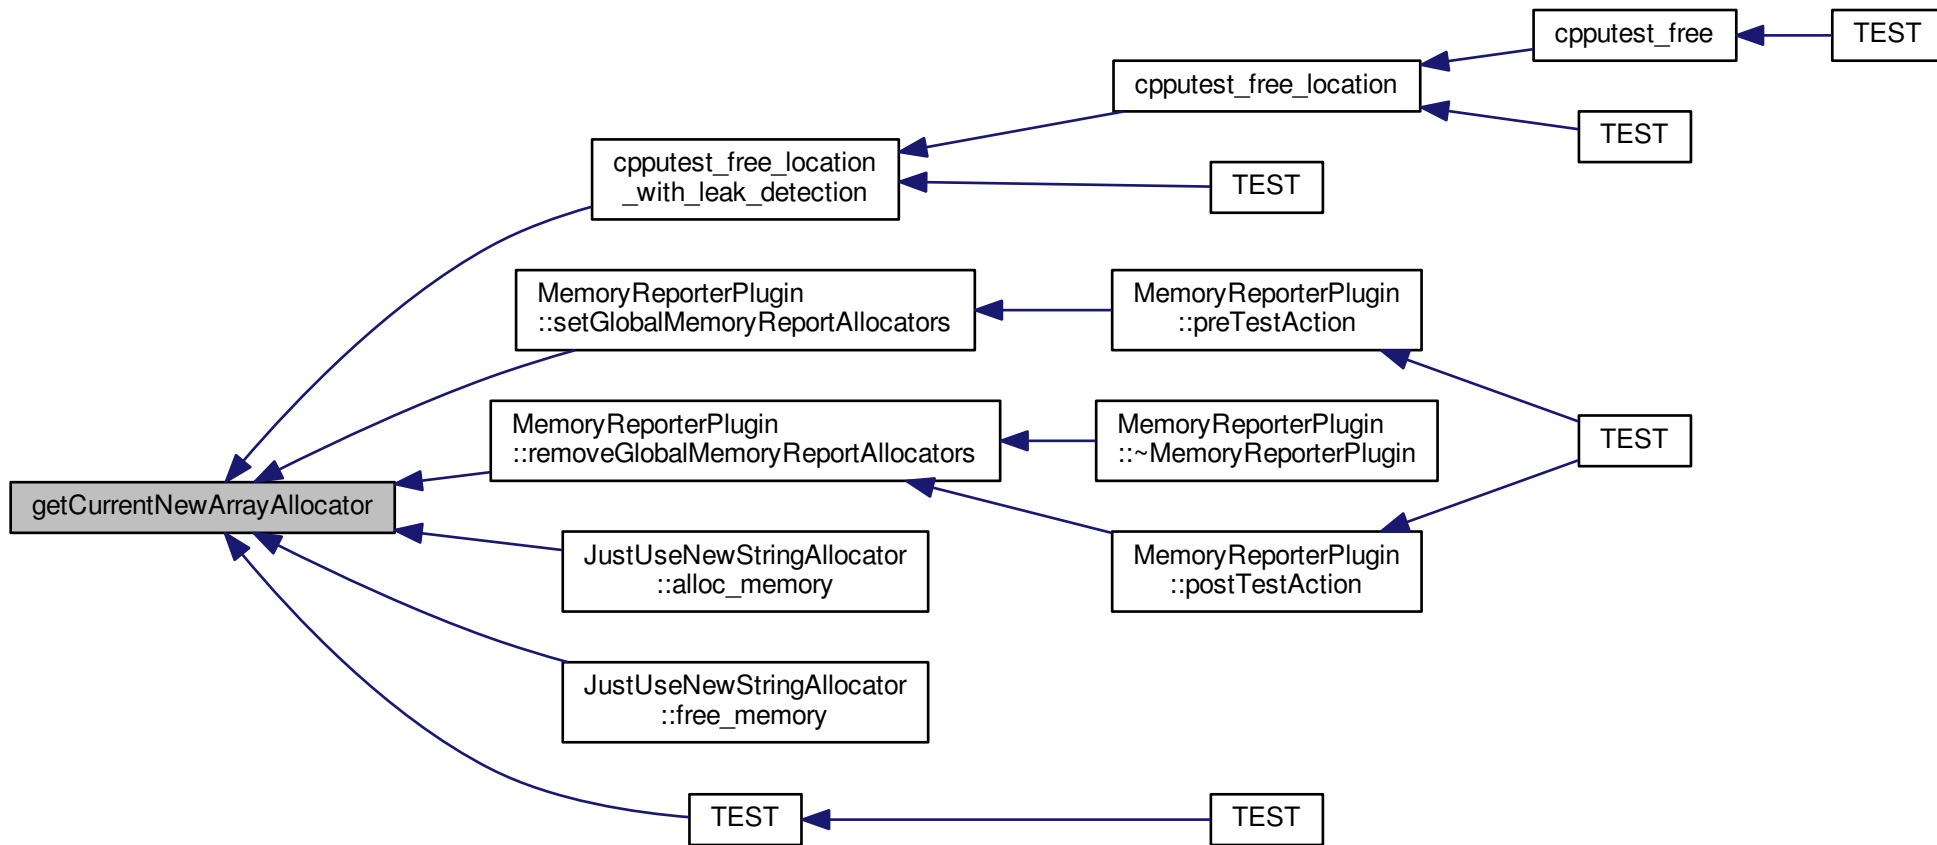 cpputest_free
TEST
cpputest_free_location
TEST
cpputest_free_location
_with_leak_detection
TEST
MemoryReporterPlugin
::setGlobalMemoryReportAllocators
MemoryReporterPlugin
::preTestAction
MemoryReporterPlugin
::removeGlobalMemoryReportAllocators
MemoryReporterPlugin
::~MemoryReporterPlugin
TEST
getCurrentNewArrayAllocator
JustUseNewStringAllocator
::alloc_memory
MemoryReporterPlugin
::postTestAction
JustUseNewStringAllocator
::free_memory
TEST
TEST